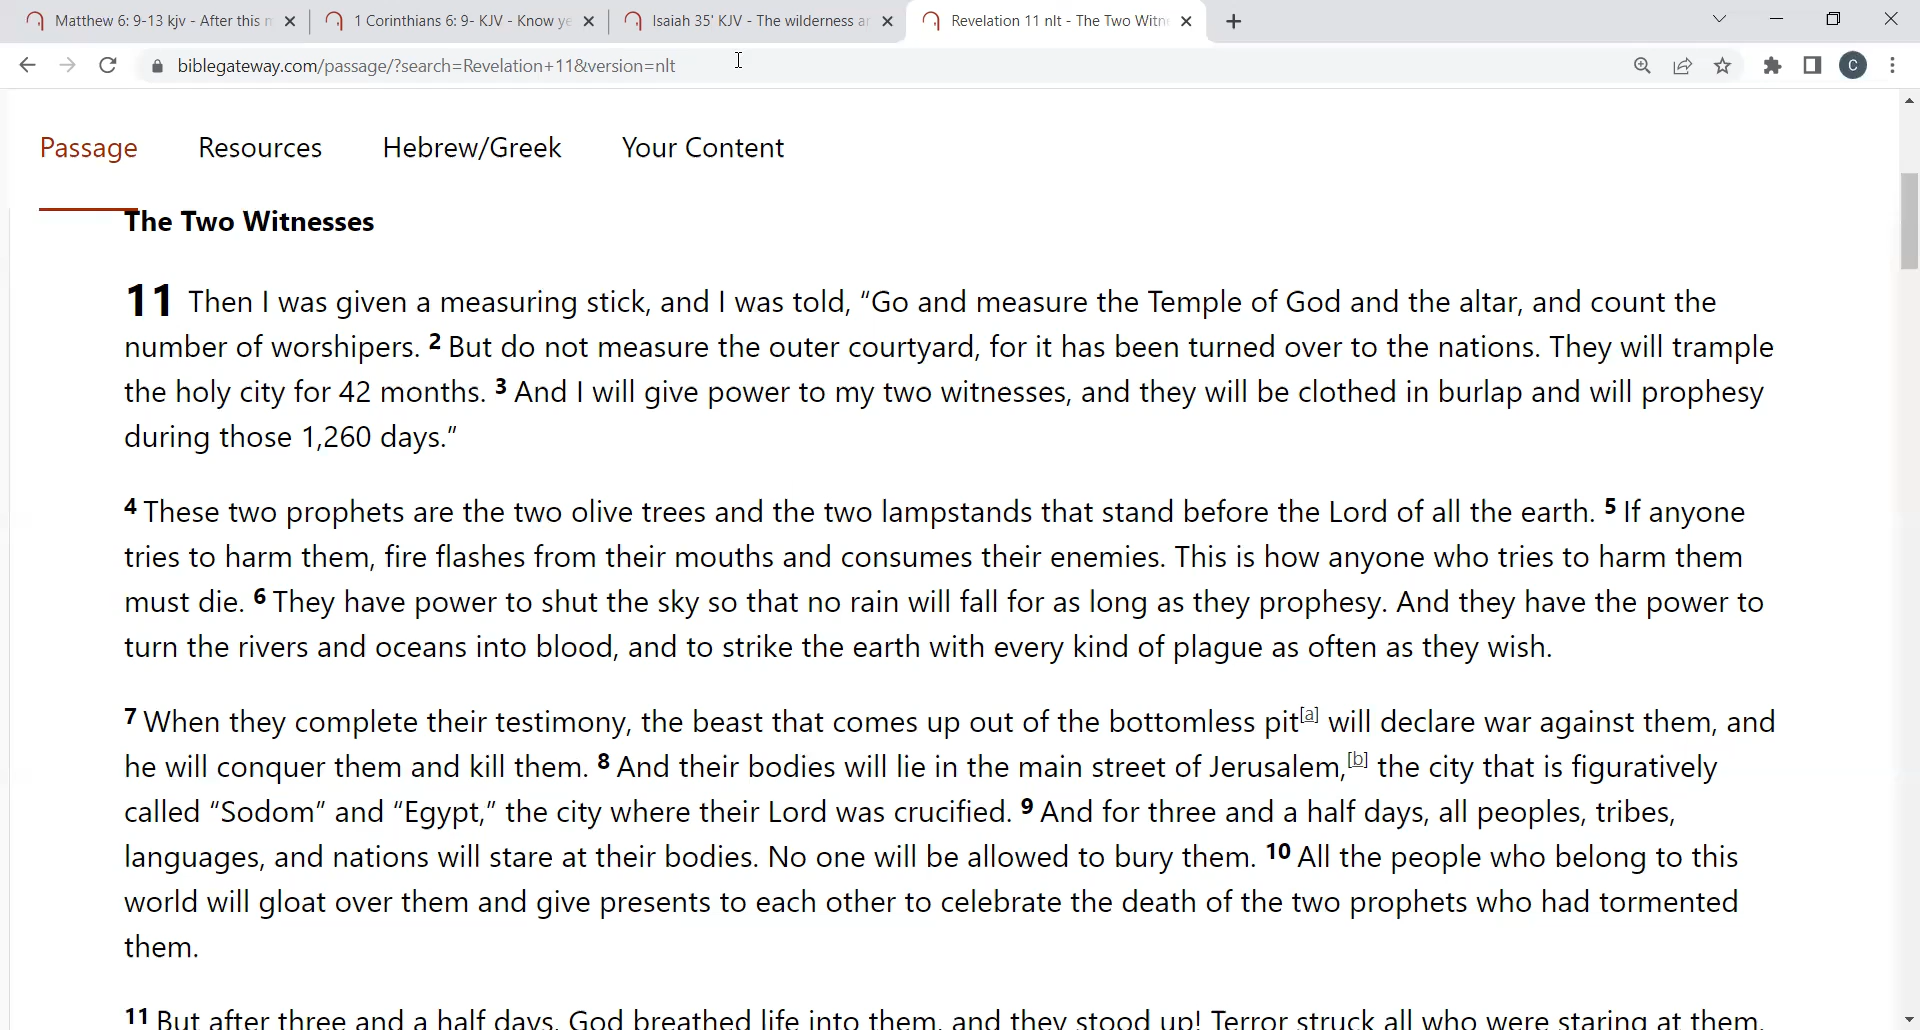 Matthew 6: 9-13 kjv - After this m
1 Corinthians 6: 9- KJV - Know ye
Isaiah 35' KJV - The wilderness an
Revelation 11 nlt - The Two Witn
biblegateway.com/passage/?search=Revelation+11&version=nlt
C
Passage Resources Hebrew/Greek Your Content
The Two Witnesses
11 Then I was given a measuring stick, and I was told, “Go and measure the Temple of God and the altar, and count the
number of worshipers. 2 But do not measure the outer courtyard, for it has been turned over to the nations. They will trample
the holy city for 42 months. 3 And I will give power to my two witnesses, and they will be clothed in burlap and will prophesy
during those 1,260 days.”
4 These two prophets are the two olive trees and the two lampstands that stand before the Lord of all the earth. 5 If anyone
tries to harm them, fire flashes from their mouths and consumes their enemies. This is how anyone who tries to harm them
must die. 6 They have power to shut the sky so that no rain will fall for as long as they prophesy. And they have the power to
turn the rivers and oceans into blood, and to strike the earth with every kind of plague as often as they wish.
7 When they complete their testimony, the beast that comes up out of the bottomless pit[a] will declare war against them, and
he will conquer them and kill them. 8 And their bodies will lie in the main street of Jerusalem,[b] the city that is figuratively
called “Sodom” and “Egypt,” the city where their Lord was crucified. 9 And for three and a half days, all peoples, tribes,
languages, and nations will stare at their bodies. No one will be allowed to bury them. 10 All the people who belong to this
world will gloat over them and give presents to each other to celebrate the death of the two prophets who had tormented
them.
11 But after three and a half days, God breathed life into them, and they stood up! Terror struck all who were staring at them.